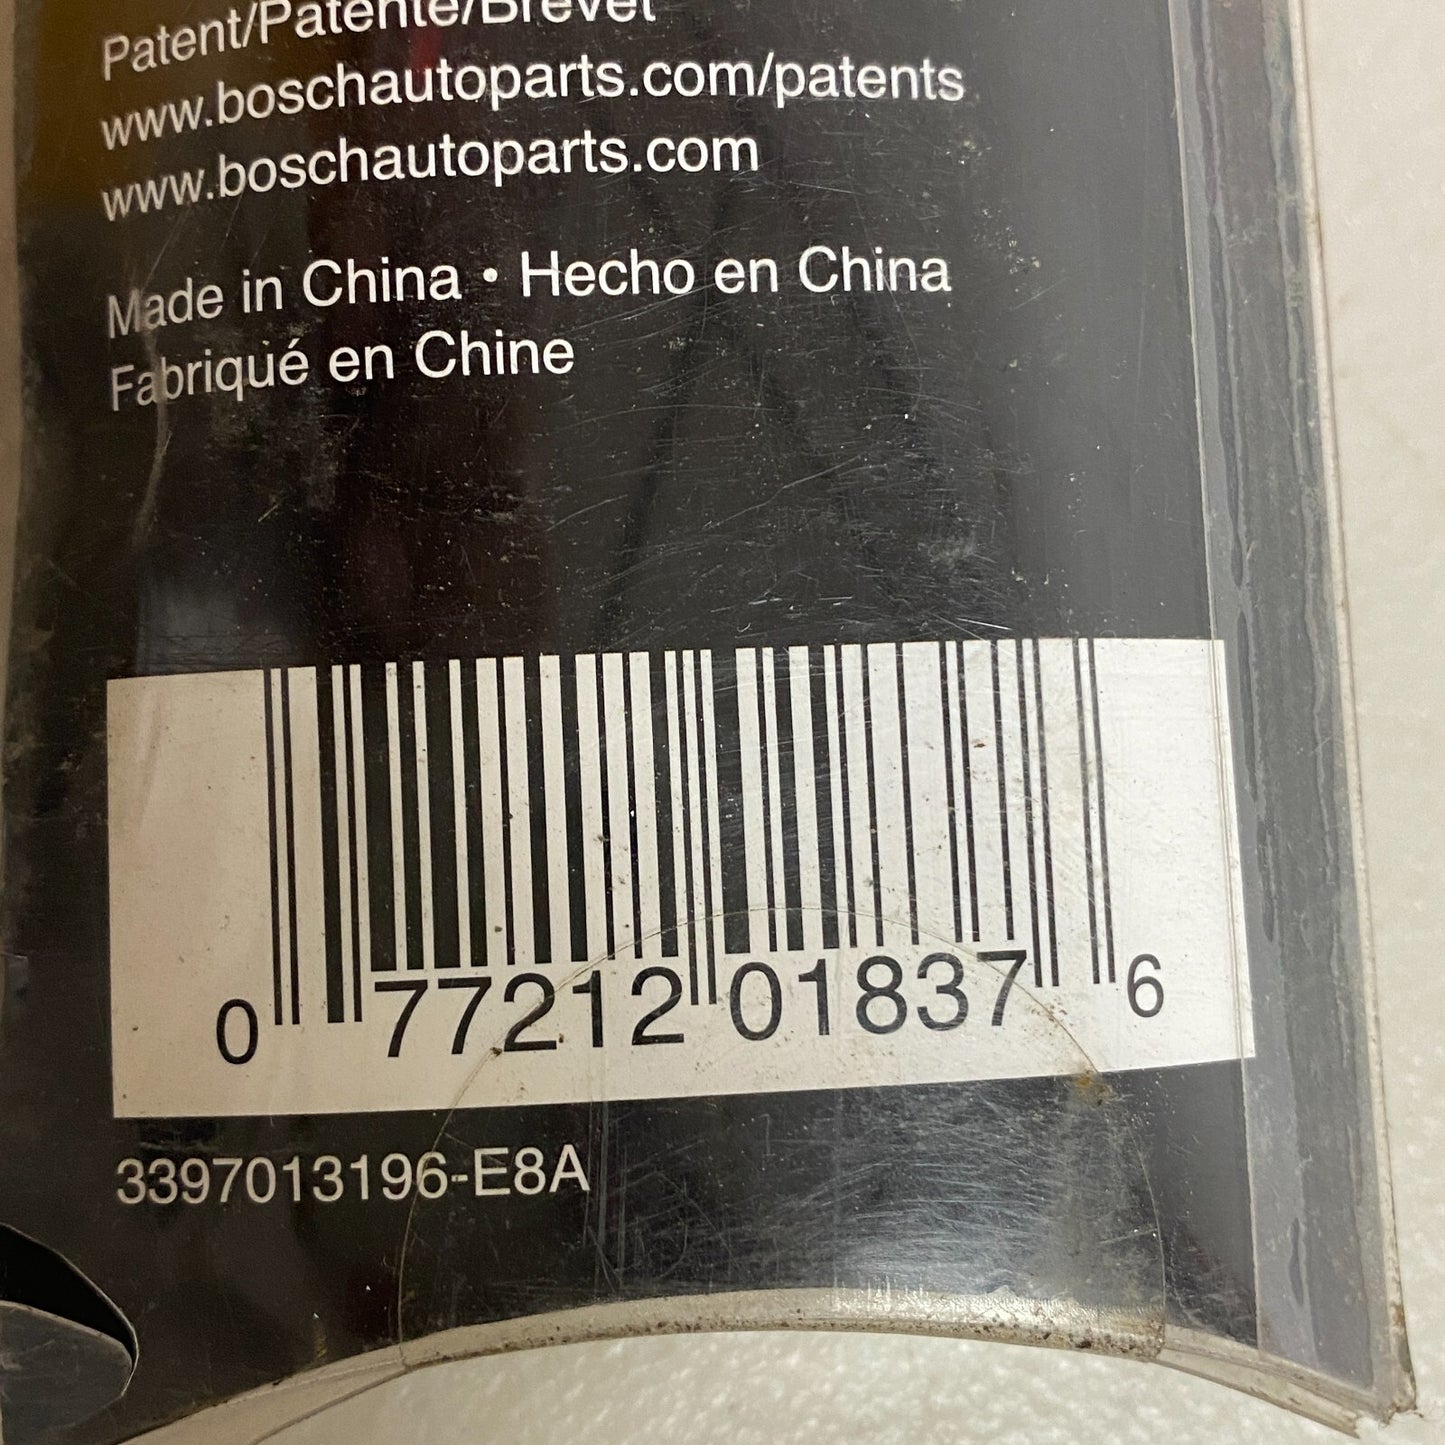 Patent/Patente/Brevet
www.boschautoparts.com/patents
www.boschautoparts.com
Made in China • Hecho en China
Fabriqué en Chine
0 77212 01837 6
3397013196-E8A